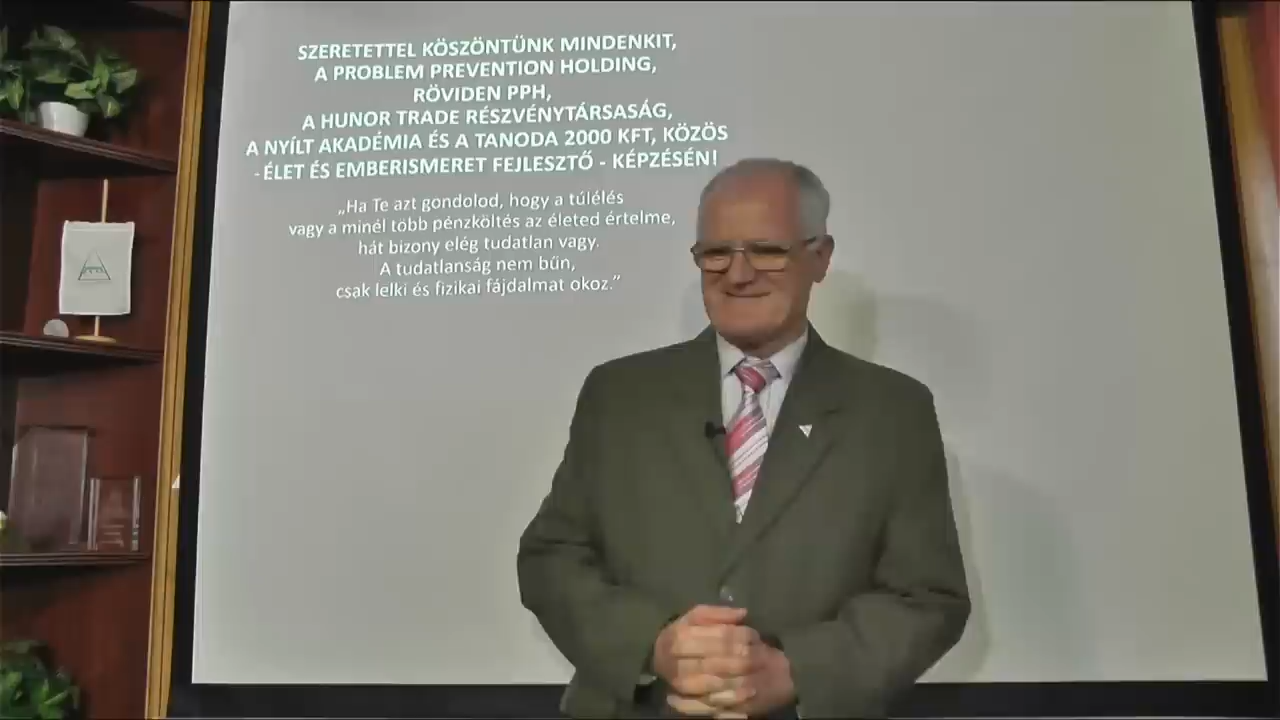 SZERETETTEL KÖSZÖNTÜNK MINDENKIT,
A PROBLEM PREVENTION HOLDING,
RÖVIDEN PPH,
A HUNOR TRADE RÉSZVÉNYTÁRSASÁG,
A NYÍLT AKADÉMIA ÉS A TANODA 2000 KFT, KÖZÖS
- ÉLET ÉS EMBERISMERET FEJLESZTŐ - KÉPZÉSÉN!
„Ha Te azt gondolod, hogy a túlélés
vagy a minél több pénzköltés az életed értelme,
hát bizony elég tudatlan vagy.
A tudatlanság nem bűn,
csak lelki és fizikai fájdalmat okoz.”